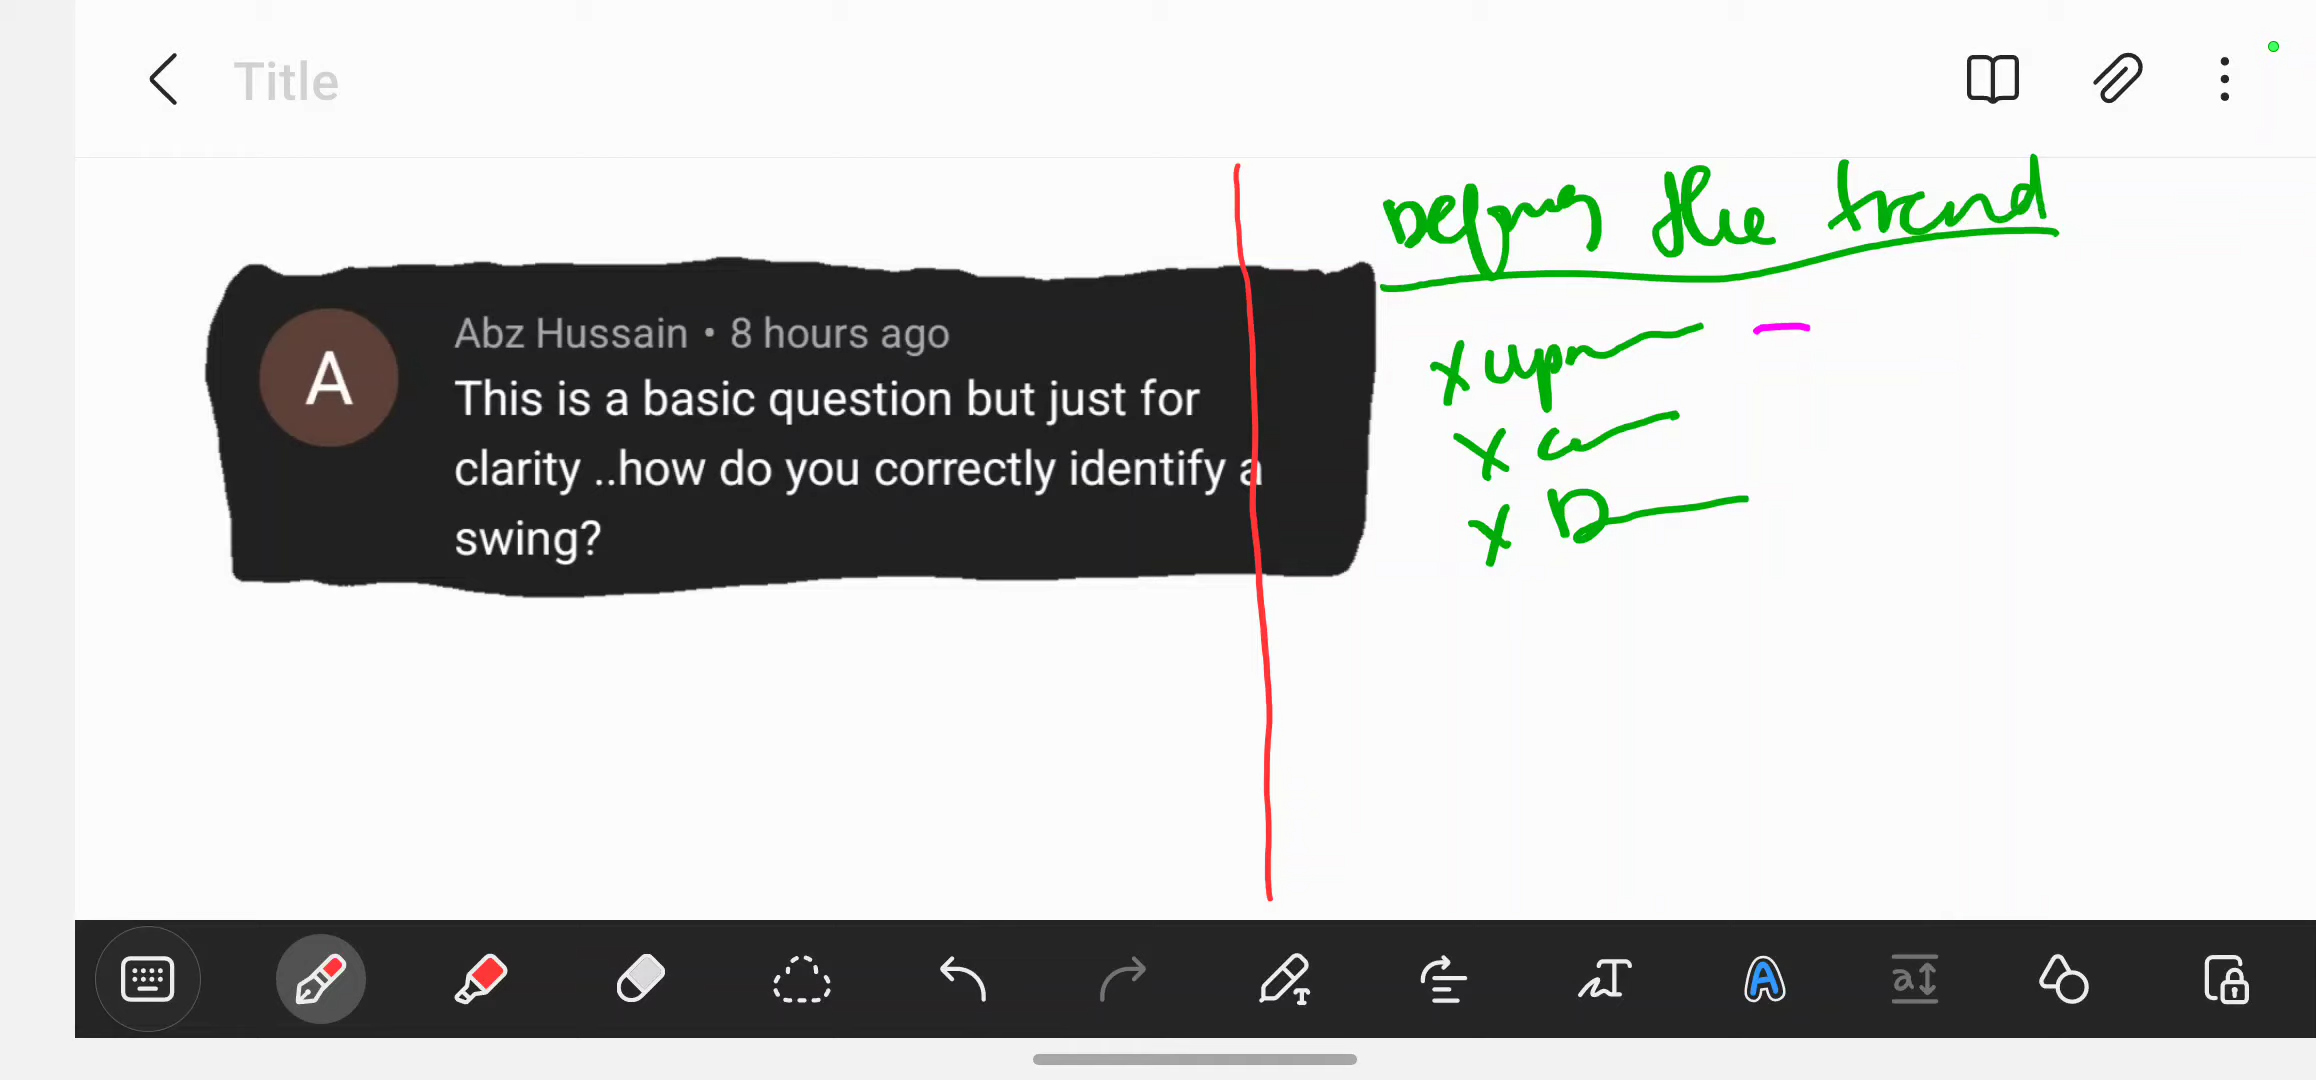 Title
Abz Hussain • 8 hours ago
A
This is a basic question but just for
clarity ..how do you correctly identify a
swing?
the trend
x
x
x D